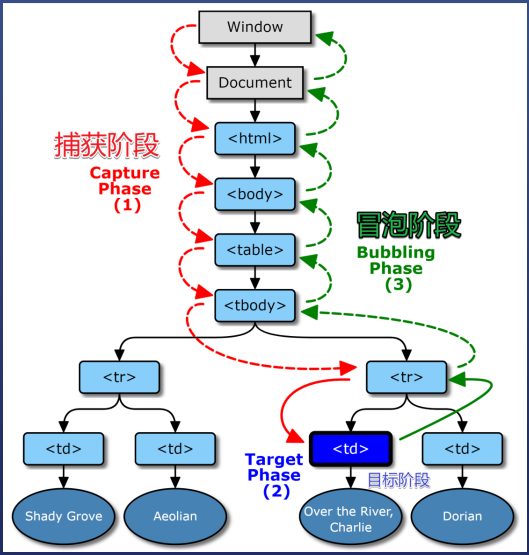 Window
Document
<html>
捕获阶段
Capture
Phase
(1)
<body>
冒泡阶段
<table>
Bubbling
Phase
(3)
<tbody>
<tr>
<tr>
<td>
<td>
Target
Phase
(2)
<td>
<td>
目标阶段
Shady Grove
Aeolian
Over the River,
Charlie
Dorian